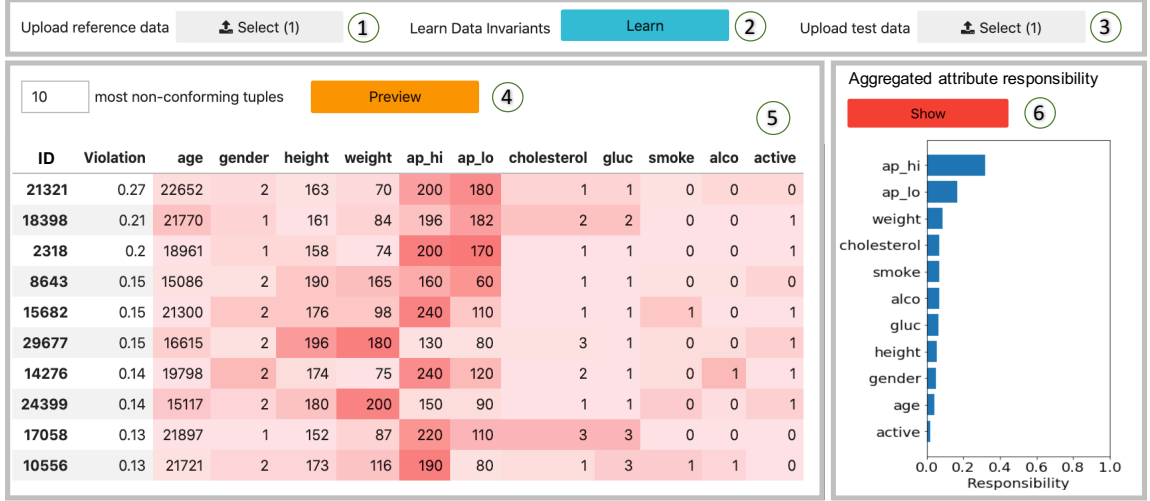 Upload reference data Select (1) 1 Learn Data Invariants Learn 2 Upload test data Select (1) 3
10 most non-conforming tuples Preview 4
5
ID Violation age gender height weight ap_hi ap_lo cholesterol gluc smoke alco active
21321 0.27 22652 2 163 70 200 180 1 1 0 0 0
18398 0.21 21770 1 161 84 196 182 2 2 0 0 1
2318 0.2 18961 1 158 74 200 170 1 1 0 0 1
8643 0.15 15086 2 190 165 160 60 1 1 0 0 0
15682 0.15 21300 2 176 98 240 110 1 1 1 0 1
29677 0.15 16615 2 196 180 130 80 3 1 0 0 1
14276 0.14 19798 2 174 75 240 120 2 1 0 1 1
24399 0.14 15117 2 180 200 150 90 1 1 0 0 1
17058 0.13 21897 1 152 87 220 110 3 3 0 0 0
10556 0.13 21721 2 173 116 190 80 1 3 1 1 0
Aggregated attribute responsibility
Show 6
ap_hi
ap_lo
weight
cholesterol
smoke
alco
gluc
height
gender
age
active
0.0 0.2 0.4 0.6 0.8 1.0
Responsibility